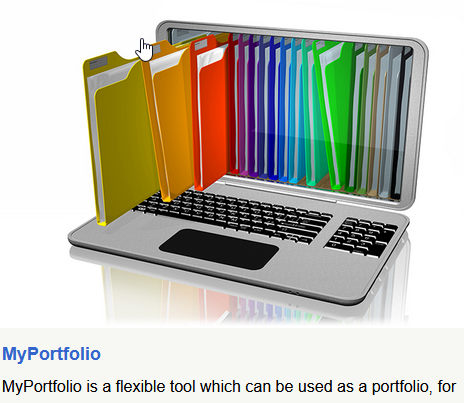 MyPortfolio
MyPortfolio is a flexible tool which can be used as a portfolio, for